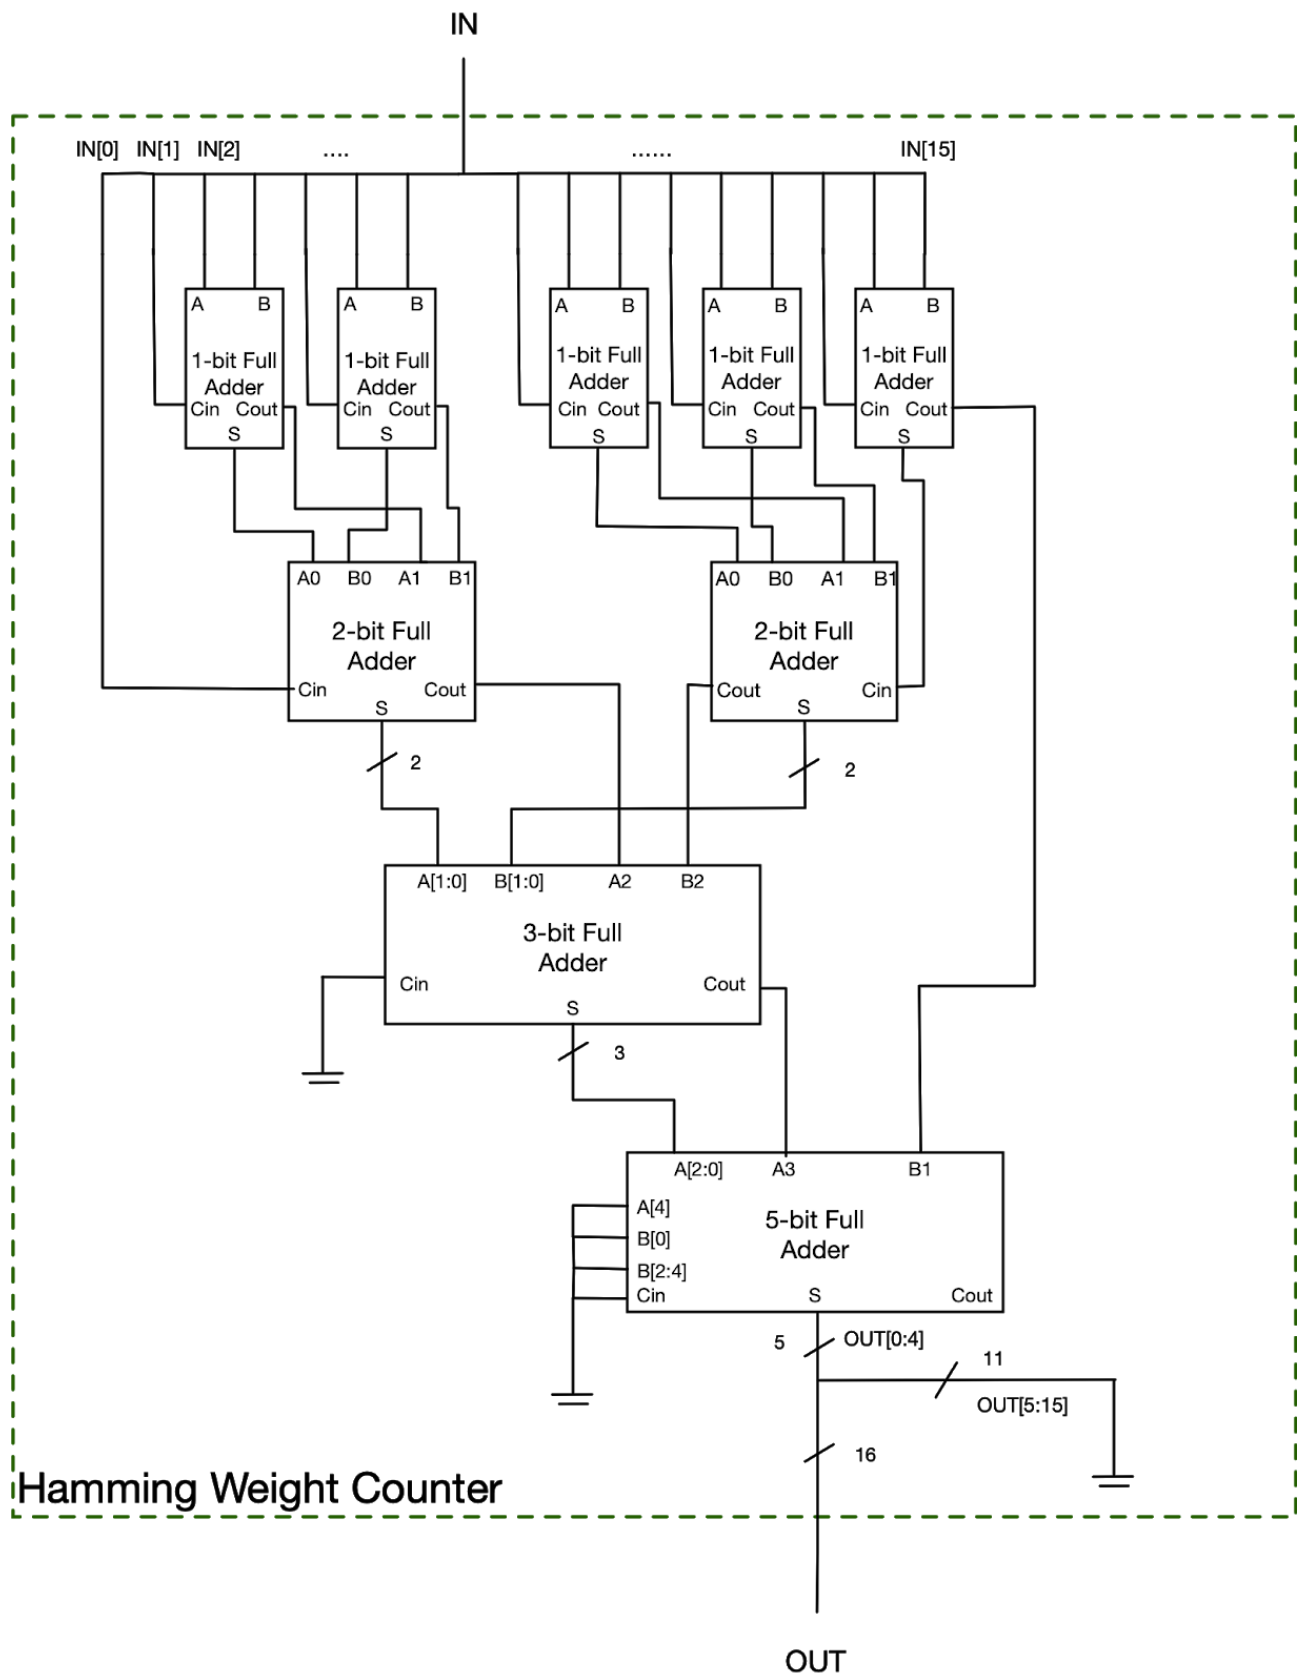 IN
IN[0] IN[1] IN[2] .... ...... IN[15]
A B A B A B A B A B
1-bit Full 1-bit Full 1-bit Full 1-bit Full 1-bit Full
Adder Adder Adder Adder Adder
Cin Cout Cin Cout Cin Cout Cin Cout Cin Cout
S S S S S
A0 B0 A1 B1 A0 B0 A1 B1
2-bit Full 2-bit Full
Adder Adder
Cin Cout Cout Cin
S S
2 2
A[1:0] B[1:0] A2 B2
3-bit Full
Adder
Cin Cout
S
3
A[2:0] A3 B1
A[4]
5-bit Full
B[0]
Adder
B[2:4]
Cin S Cout
5 OUT[0:4]
11
OUT[5:15]
16
Hamming Weight Counter
OUT